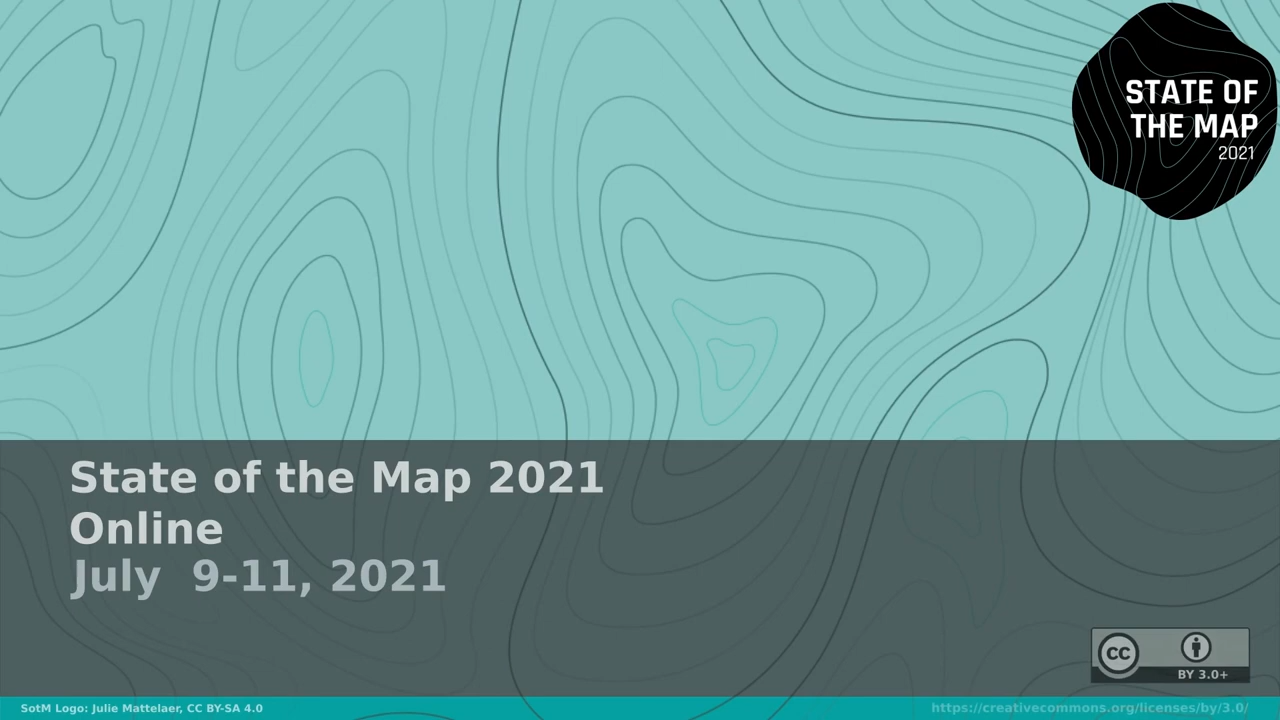 STATE OF
THE MAP
2021
State of the Map 2021
Online
July  9-11, 2021
CC
BY 3.0+
SotM Logo: Julie Mattelaer, CC BY-SA 4.0
https://creativecommons.org/licenses/by/3.0/